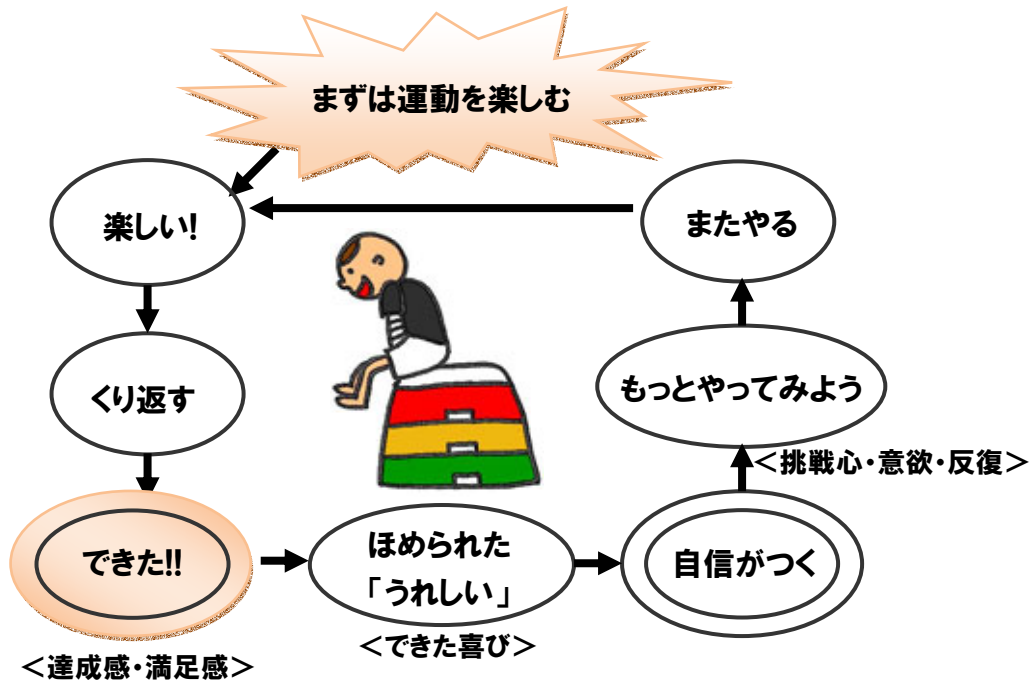 まずは運動を楽しむ
楽しい!
くり返す
できた!!
＜達成感・満足感＞
ほめられた
「うれしい」
＜できた喜び＞
自信がつく
＜挑戦心・意欲・反復＞
もっとやってみよう
またやる